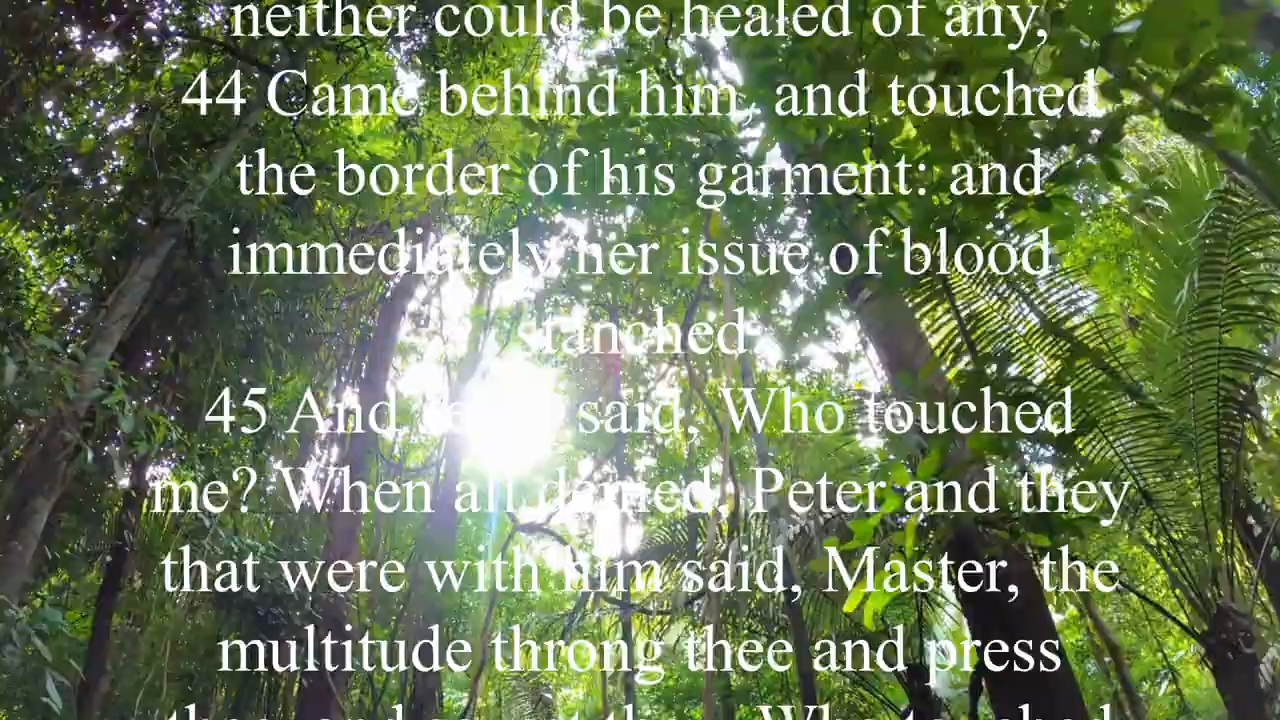 neither could be healed of any,
44 Came behind him, and touched
the border of his garment: and
immediately her issue of blood
stanched
45 And said, Who touched
me? When all denied, Peter and they
that were with him said, Master, the
multitude throng thee and press